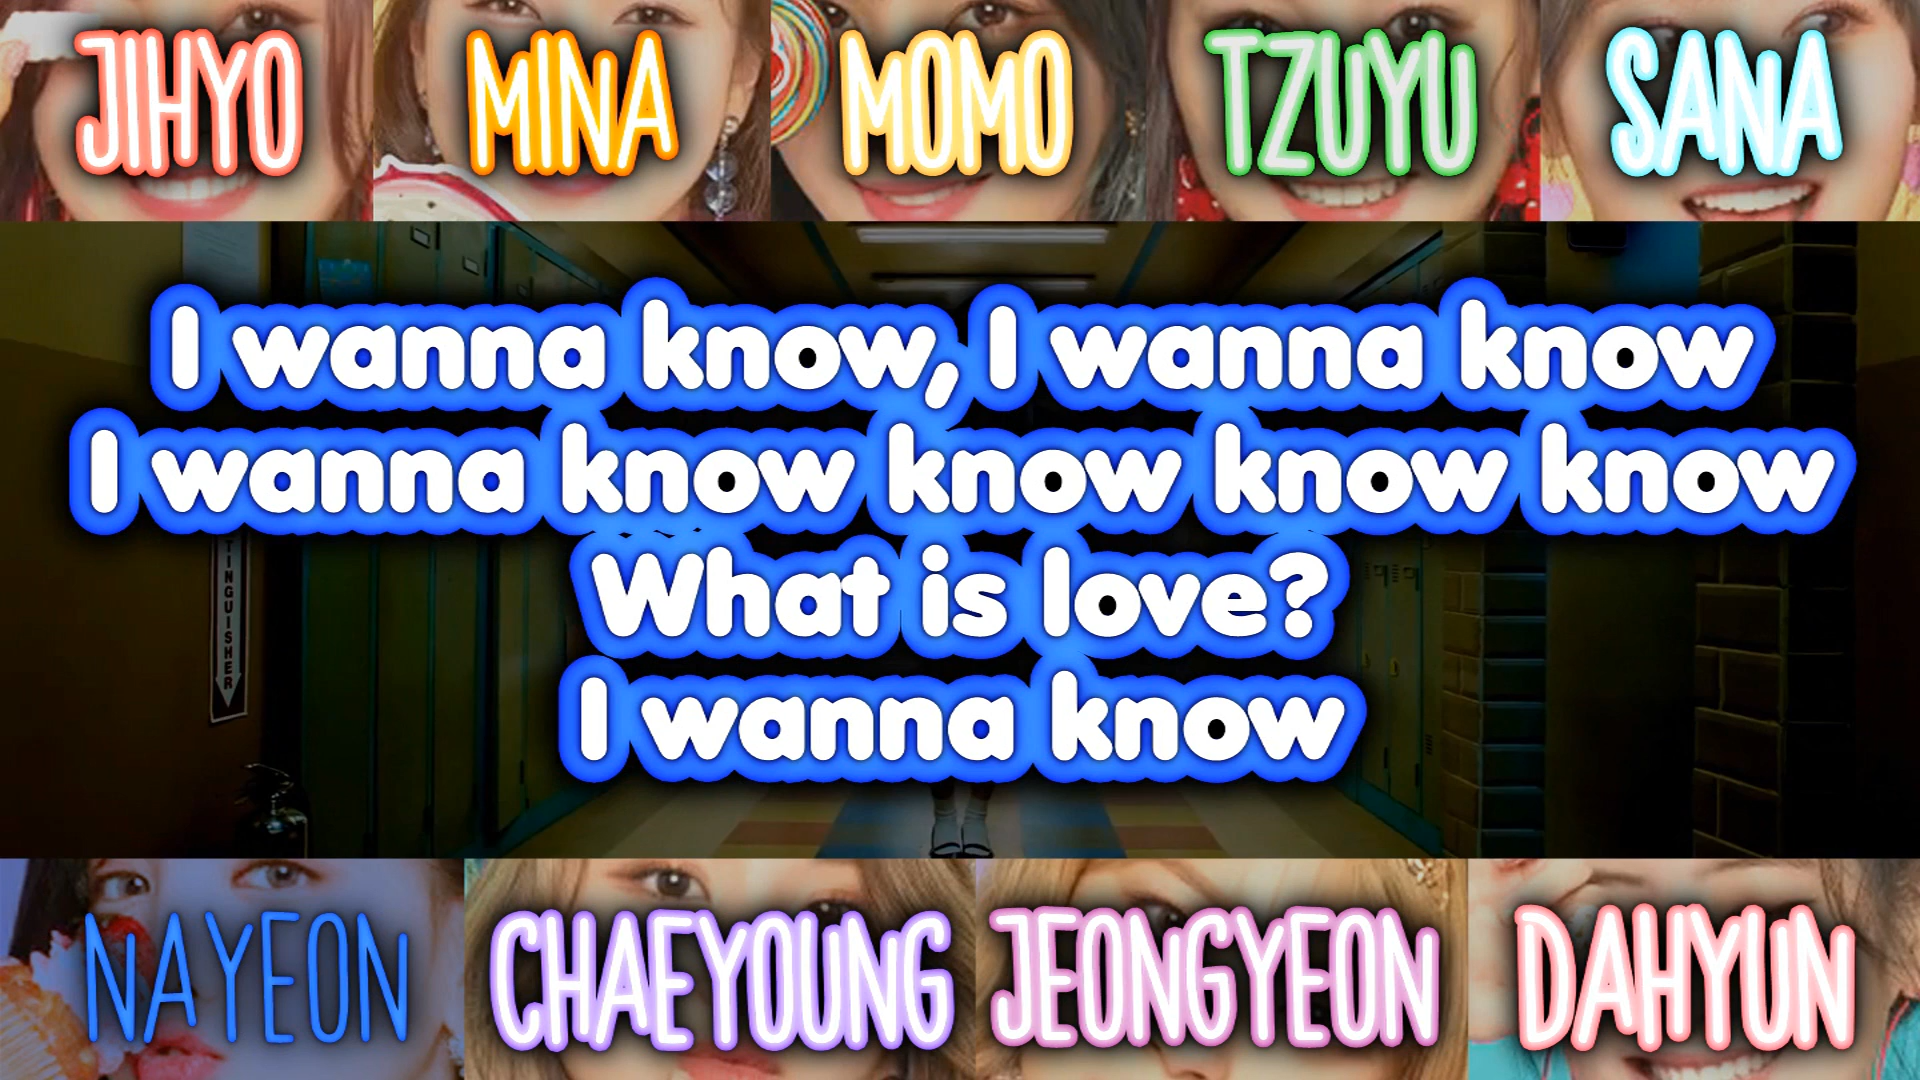 JIHYO
MINA
MOMO
TZUYU
SANA
I wanna know, I wanna know
I wanna know know know know
What is love?
I wanna know
TINGUISHER
NAYEON
CHAEYOUNG
JEONGYEON
DAHYUN